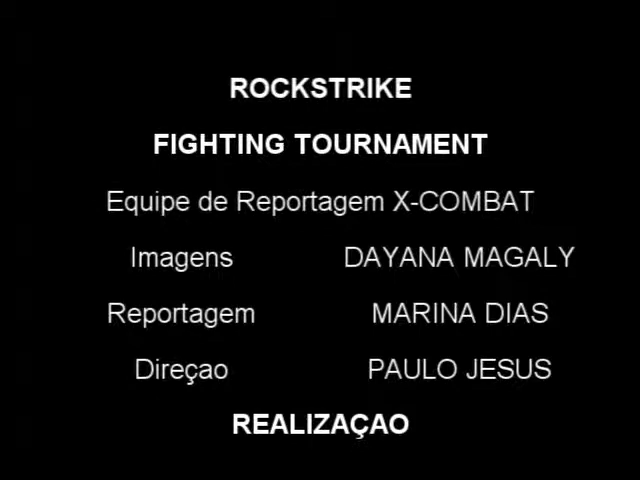 ROCKSTRIKE
FIGHTING TOURNAMENT
Equipe de Reportagem X-COMBAT
Imagens DAYANA MAGALY
Reportagem MARINA DIAS
Direçao PAULO JESUS
REALIZAÇAO